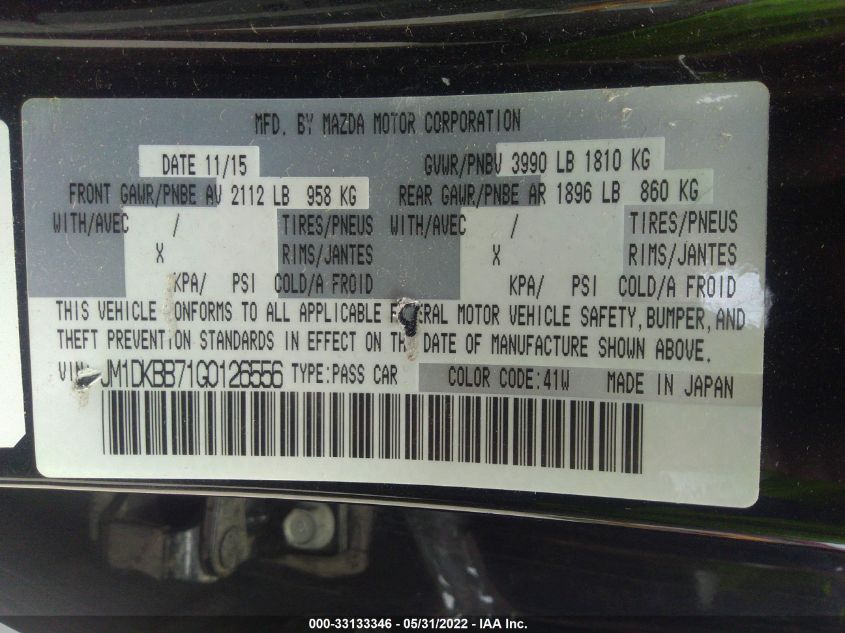 MFD. BY MAZDA MOTOR CORPORATION
DATE 11/15 GVWR/PNBV 3990 LB 1810 KG
FRONT GAWR/PNBE AV 2112 LB 958 KG REAR GAWR/PNBE AR 1896 LB 860 KG
WITH/AVEC / TIRES/PNEUS WITH/AVEC / TIRES/PNEUS
X RIMS/JANTES X RIMS/JANTES
KPA/ PSI COLD/A FROID KPA/ PSI COLD/A FROID
THIS VEHICLE CONFORMS TO ALL APPLICABLE FEDERAL MOTOR VEHICLE SAFETY, BUMPER, AND
THEFT PREVENTION STANDARDS IN EFFECT ON THE DATE OF MANUFACTURE SHOWN ABOVE.
VIN: JM1DKBB71G0126556 TYPE:PASS CAR COLOR CODE:41W MADE IN JAPAN
000-33133346 - 05/31/2022 - IAA Inc.